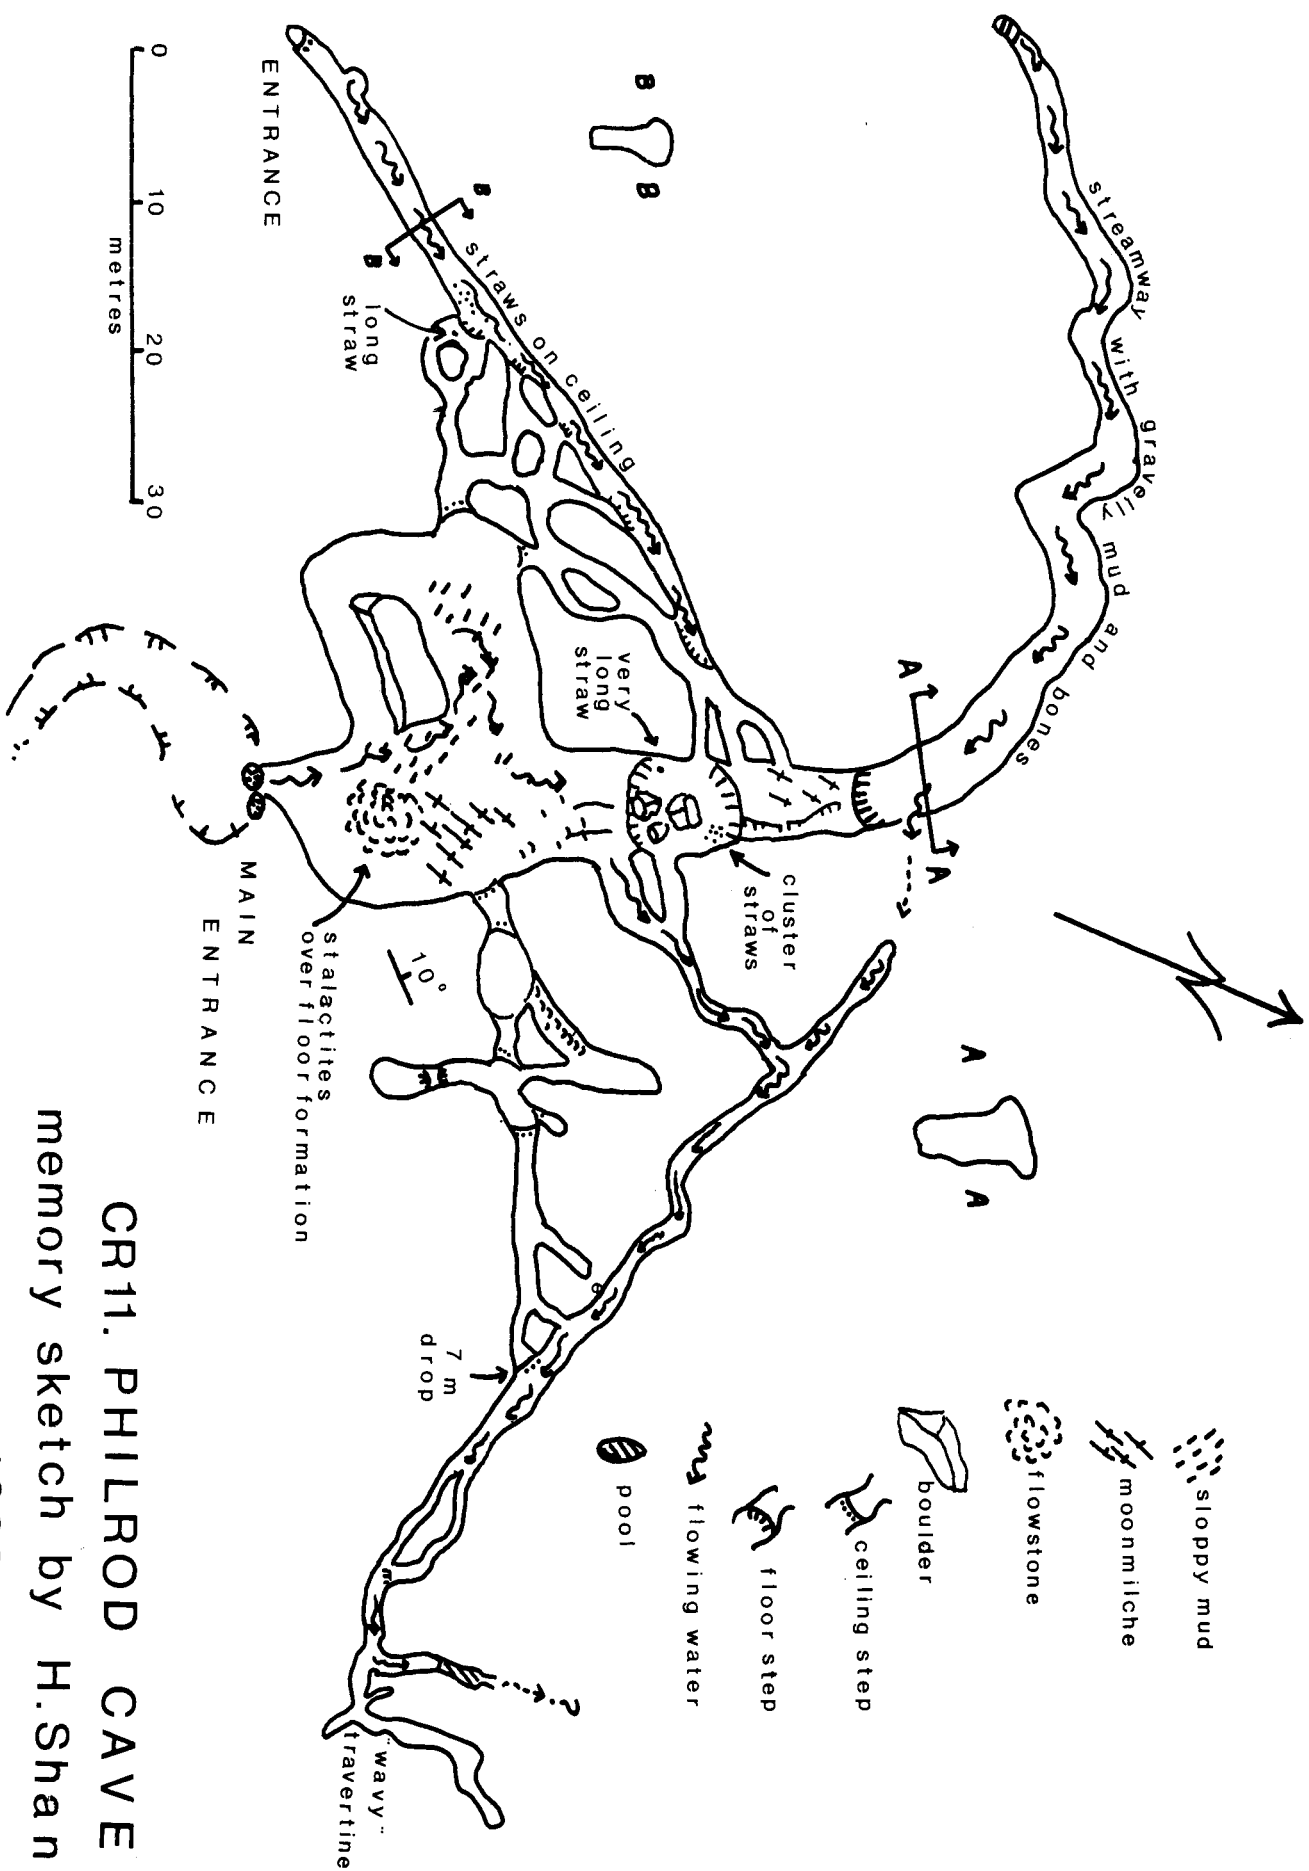 streamway with gravelly mud and bones
A
A
A
A
B
B
B
B
ENTRANCE
straws on ceiling
long
straw
very
long
straw
cluster
of
straws
MAIN
ENTRANCE
stalactites
over floor formation
10°
7 m
drop
e
?
"wavy"
travertine
sloppy mud
moonmilche
flowstone
boulder
ceiling step
floor step
flowing water
pool
0 10 20 30
metres
CR11. PHILROD CAVE
memory sketch by H.Shan